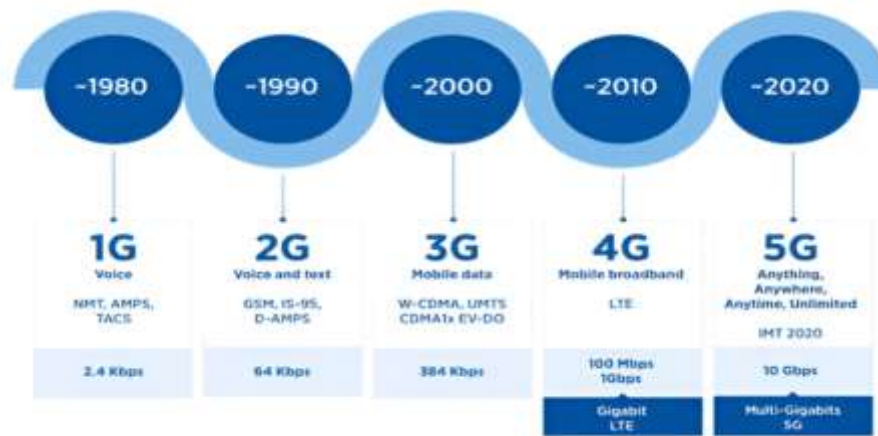 ~1980
~1990
~2000
~2010
~2020
1G
Voice
NMT, AMPS,
TACS
2.4 Kbps
2G
Voice and text
GSM, IS-95,
D-AMPS
64 Kbps
3G
Mobile data
W-CDMA, UMTS
CDMA1x EV-DO
384 Kbps
4G
Mobile broadband
LTE
100 Mbps
1Gbps
Gigabit
LTE
5G
Anything,
Anywhere,
Anytime, Unlimited
IMT 2020
10 Gbps
Multi-Gigabits
5G